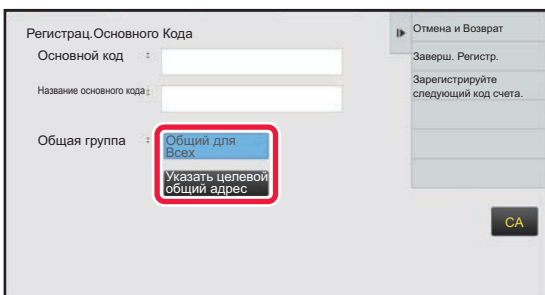 Регистрац.Основного Кода
Основной код :
Название основного кода :
Общая группа :
Общий для
Всех
Указать целевой
общий адрес
Отмена и Возврат
Заверш. Регистр.
Зарегистрируйте
следующий код счета.
CA